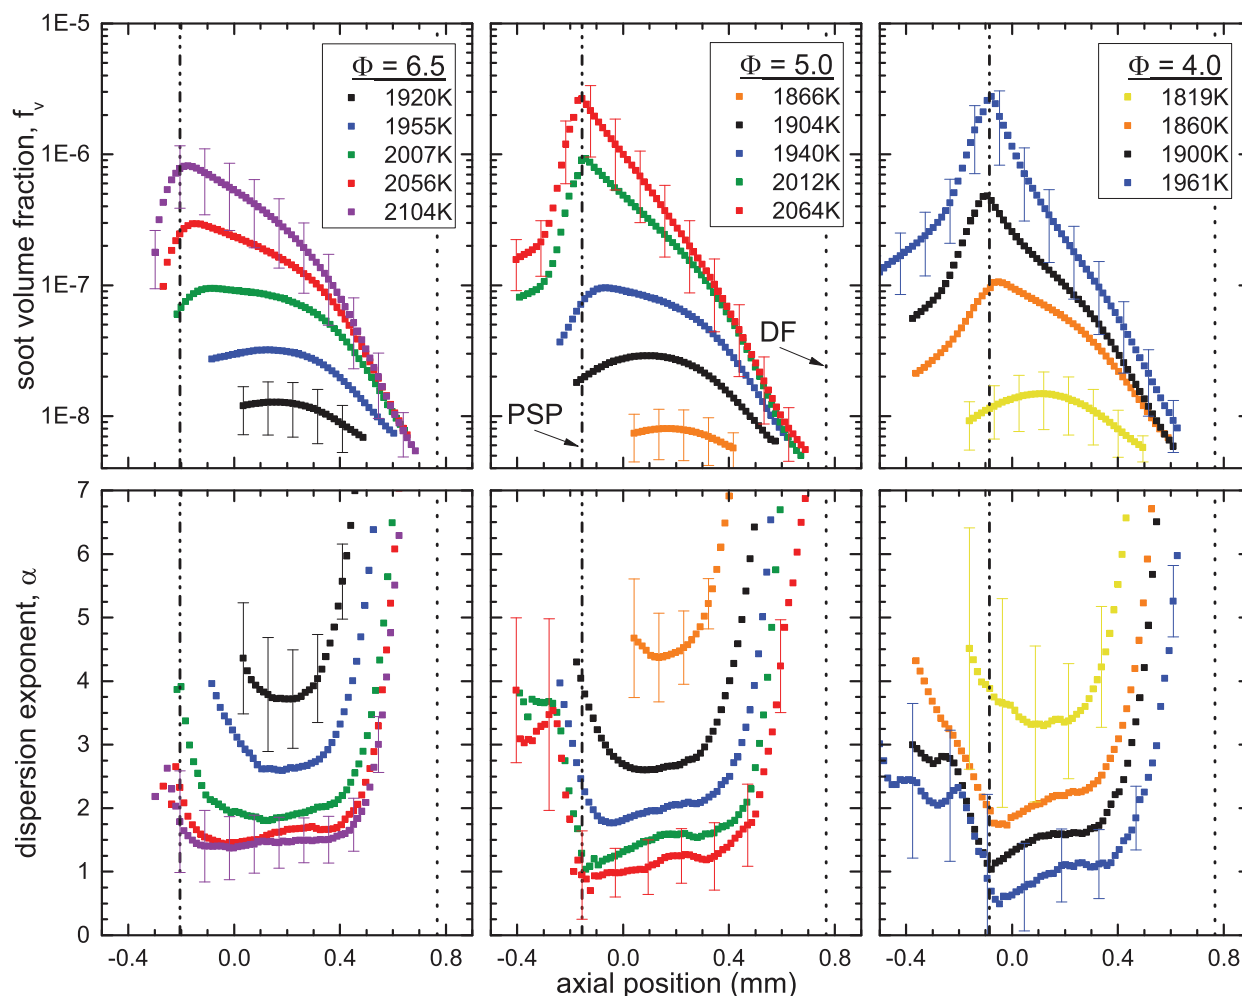 soot volume fraction, f_v
1E-5
1E-6
1E-7
1E-8
Φ = 6.5
1920K
1955K
2007K
2056K
2104K
Φ = 5.0
1866K
1904K
1940K
2012K
2064K
PSP
DF
Φ = 4.0
1819K
1860K
1900K
1961K
dispersion exponent, α
7
6
5
4
3
2
1
0
-0.4 0.0 0.4 0.8
-0.4 0.0 0.4 0.8
-0.4 0.0 0.4 0.8
axial position (mm)